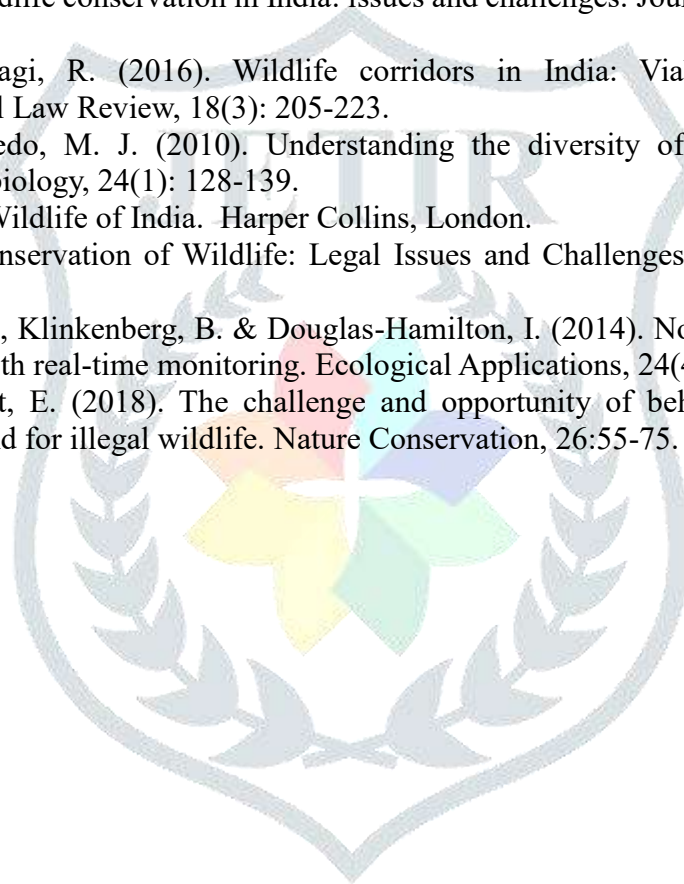 conservation in India: issues and challenges. Jour
agi, R. (2016). Wildlife corridors in India: Via
l Law Review, 18(3): 205-223.
edo, M. J. (2010). Understanding the diversity of
biology, 24(1): 128-139.
Wildlife of India. Harper Collins, London.
nservation of Wildlife: Legal Issues and Challenges
, Klinkenberg, B. & Douglas-Hamilton, I. (2014). No
th real-time monitoring. Ecological Applications, 24(4
t, E. (2018). The challenge and opportunity of beh
d for illegal wildlife. Nature Conservation, 26:55-75.
JETIR